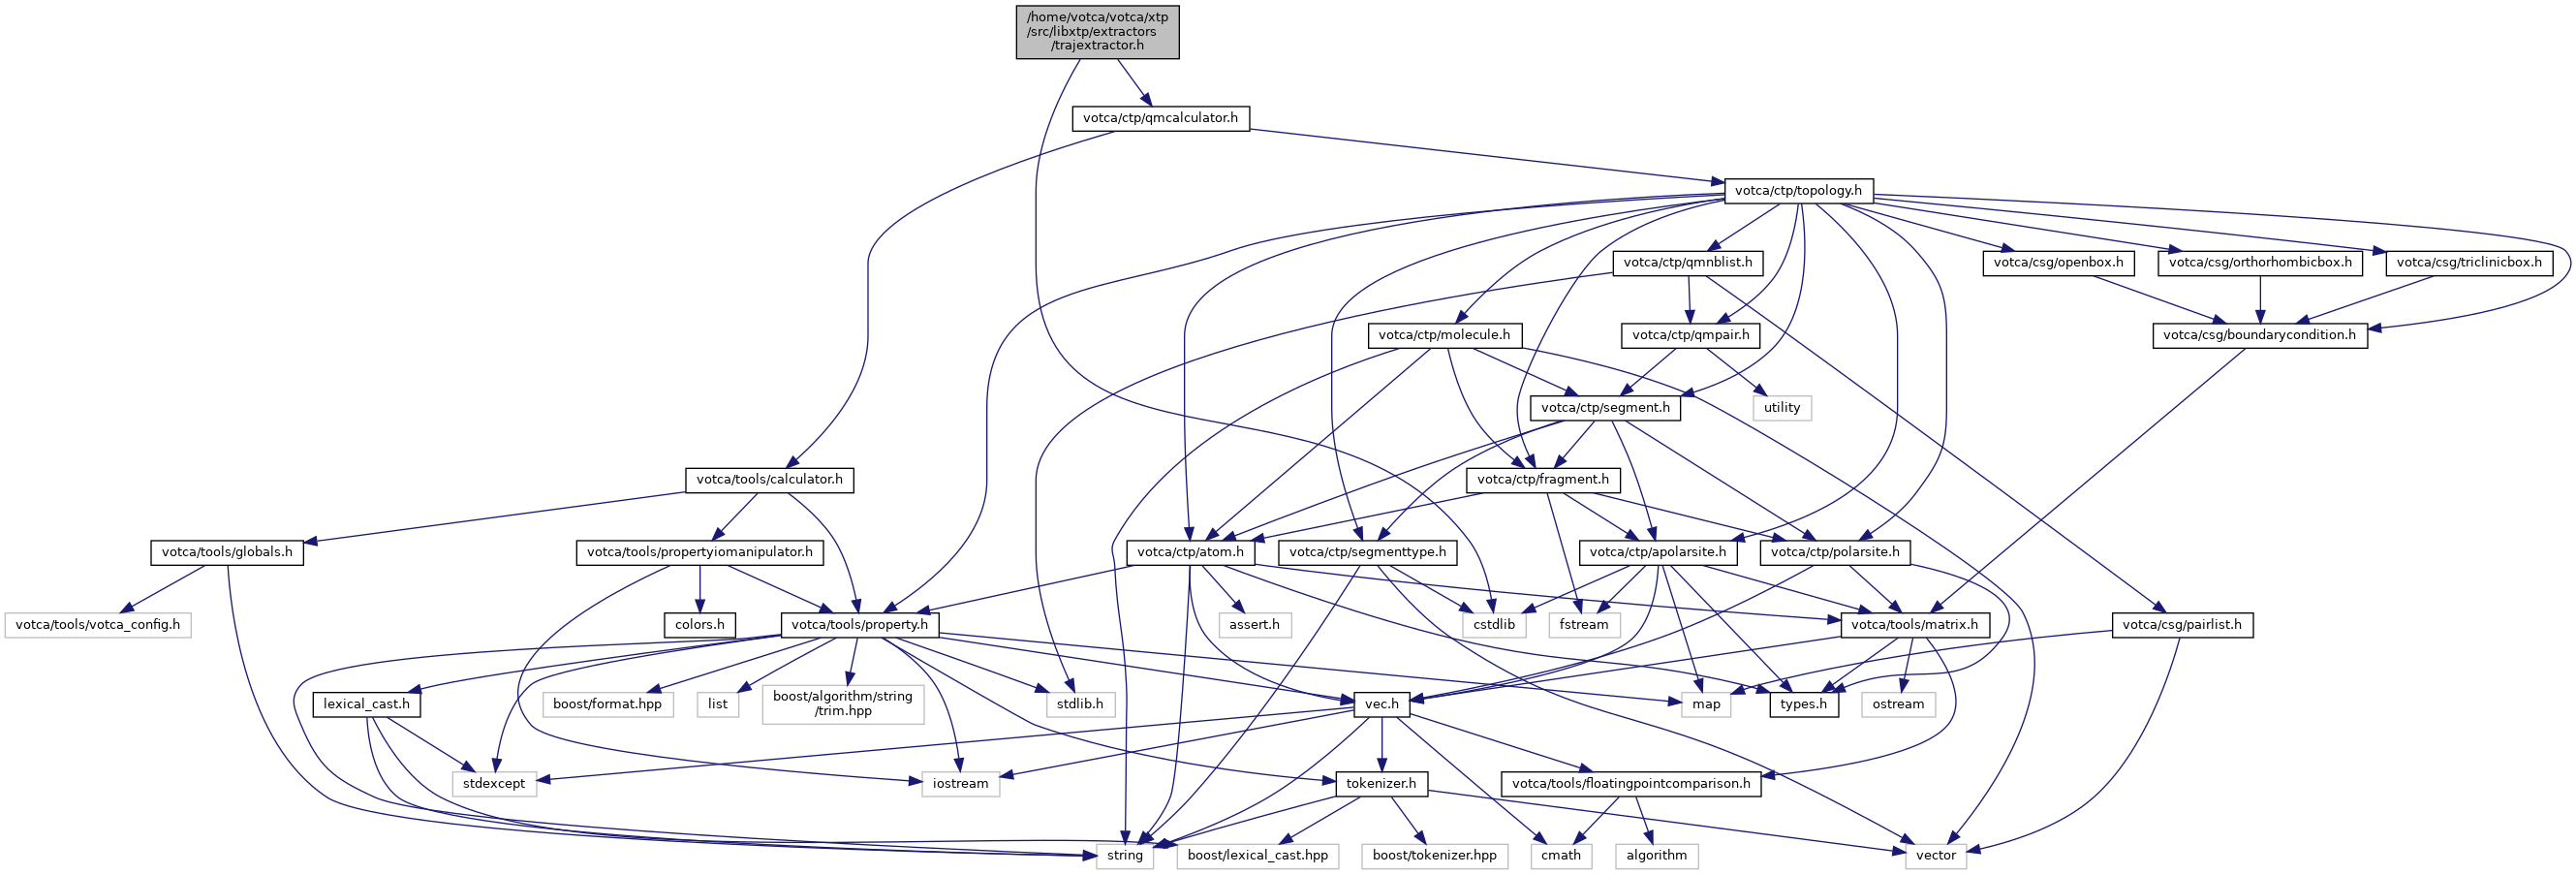 /home/votca/votca/xtp
/src/libxtp/extractors
/trajextractor.h
votca/ctp/qmcalculator.h
votca/ctp/topology.h
votca/ctp/qmnblist.h
votca/csg/openbox.h
votca/csg/orthorhombicbox.h
votca/csg/triclinicbox.h
votca/ctp/molecule.h
votca/ctp/qmpair.h
votca/csg/boundarycondition.h
votca/ctp/segment.h
utility
votca/tools/calculator.h
votca/ctp/fragment.h
votca/tools/globals.h
votca/tools/propertyiomanipulator.h
votca/ctp/atom.h
votca/ctp/segmenttype.h
votca/ctp/apolarsite.h
votca/ctp/polarsite.h
votca/tools/votca_config.h
colors.h
votca/tools/property.h
assert.h
cstdlib
fstream
votca/tools/matrix.h
votca/csg/pairlist.h
lexical_cast.h
boost/format.hpp
list
boost/algorithm/string
/trim.hpp
stdlib.h
vec.h
map
types.h
ostream
stdexcept
iostream
tokenizer.h
votca/tools/floatingpointcomparison.h
string
boost/lexical_cast.hpp
boost/tokenizer.hpp
cmath
algorithm
vector